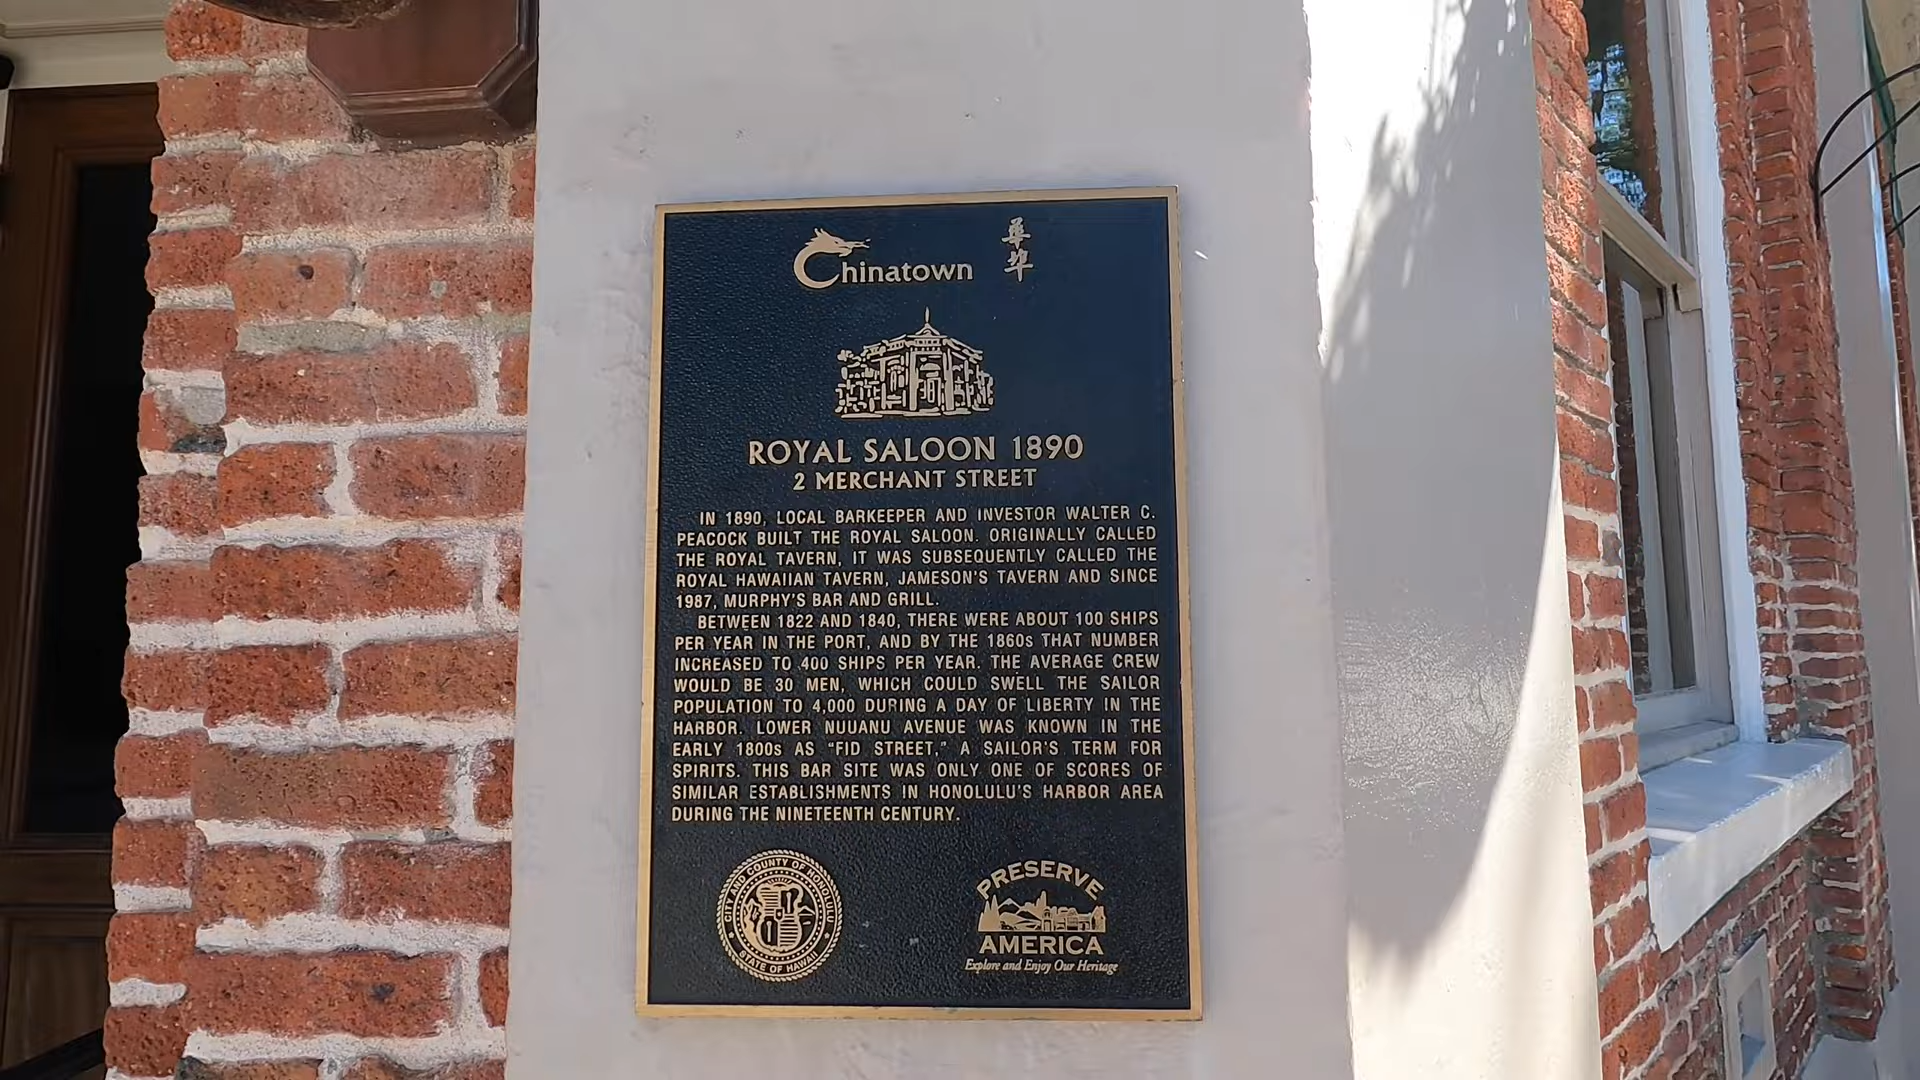 Chinatown
華埠
ROYAL SALOON 1890
2 MERCHANT STREET
IN 1890, LOCAL BARKEEPER AND INVESTOR WALTER C.
PEACOCK BUILT THE ROYAL SALOON. ORIGINALLY CALLED
THE ROYAL TAVERN, IT WAS SUBSEQUENTLY CALLED THE
ROYAL HAWAIIAN TAVERN, JAMESON'S TAVERN AND SINCE
1987, MURPHY'S BAR AND GRILL.
BETWEEN 1822 AND 1840, THERE WERE ABOUT 100 SHIPS
PER YEAR IN THE PORT, AND BY THE 1860s THAT NUMBER
INCREASED TO 400 SHIPS PER YEAR. THE AVERAGE CREW
WOULD BE 30 MEN, WHICH COULD SWELL THE SAILOR
POPULATION TO 4,000 DURING A DAY OF LIBERTY IN THE
HARBOR. LOWER NUUANU AVENUE WAS KNOWN IN THE
EARLY 1800s AS "FID STREET," A SAILOR'S TERM FOR
SPIRITS. THIS BAR SITE WAS ONLY ONE OF SCORES OF
SIMILAR ESTABLISHMENTS IN HONOLULU'S HARBOR AREA
DURING THE NINETEENTH CENTURY.
CITY AND COUNTY OF HONOLULU
STATE OF HAWAII
PRESERVE
AMERICA
Explore and Enjoy Our Heritage